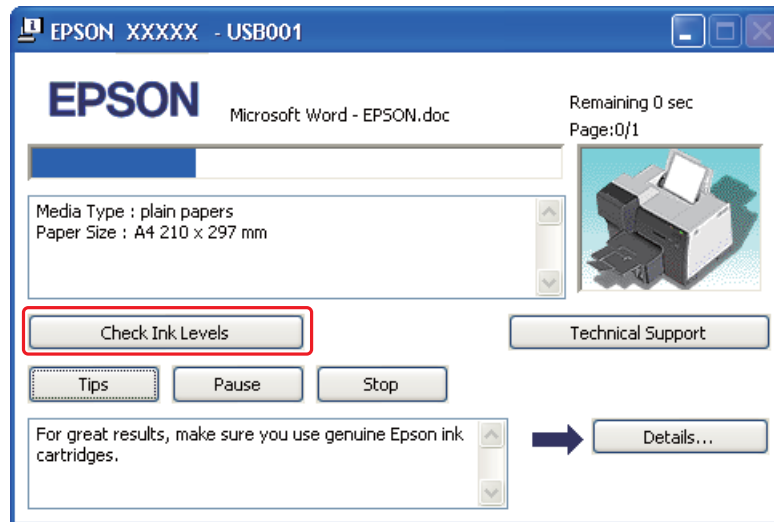 EPSON XXXXX - USB001
EPSON
Microsoft Word - EPSON.doc
Remaining 0 sec
Page:0/1
Media Type : plain papers
Paper Size : A4 210 x 297 mm
Check Ink Levels
Technical Support
Tips
Pause
Stop
For great results, make sure you use genuine Epson ink
cartridges.
Details...